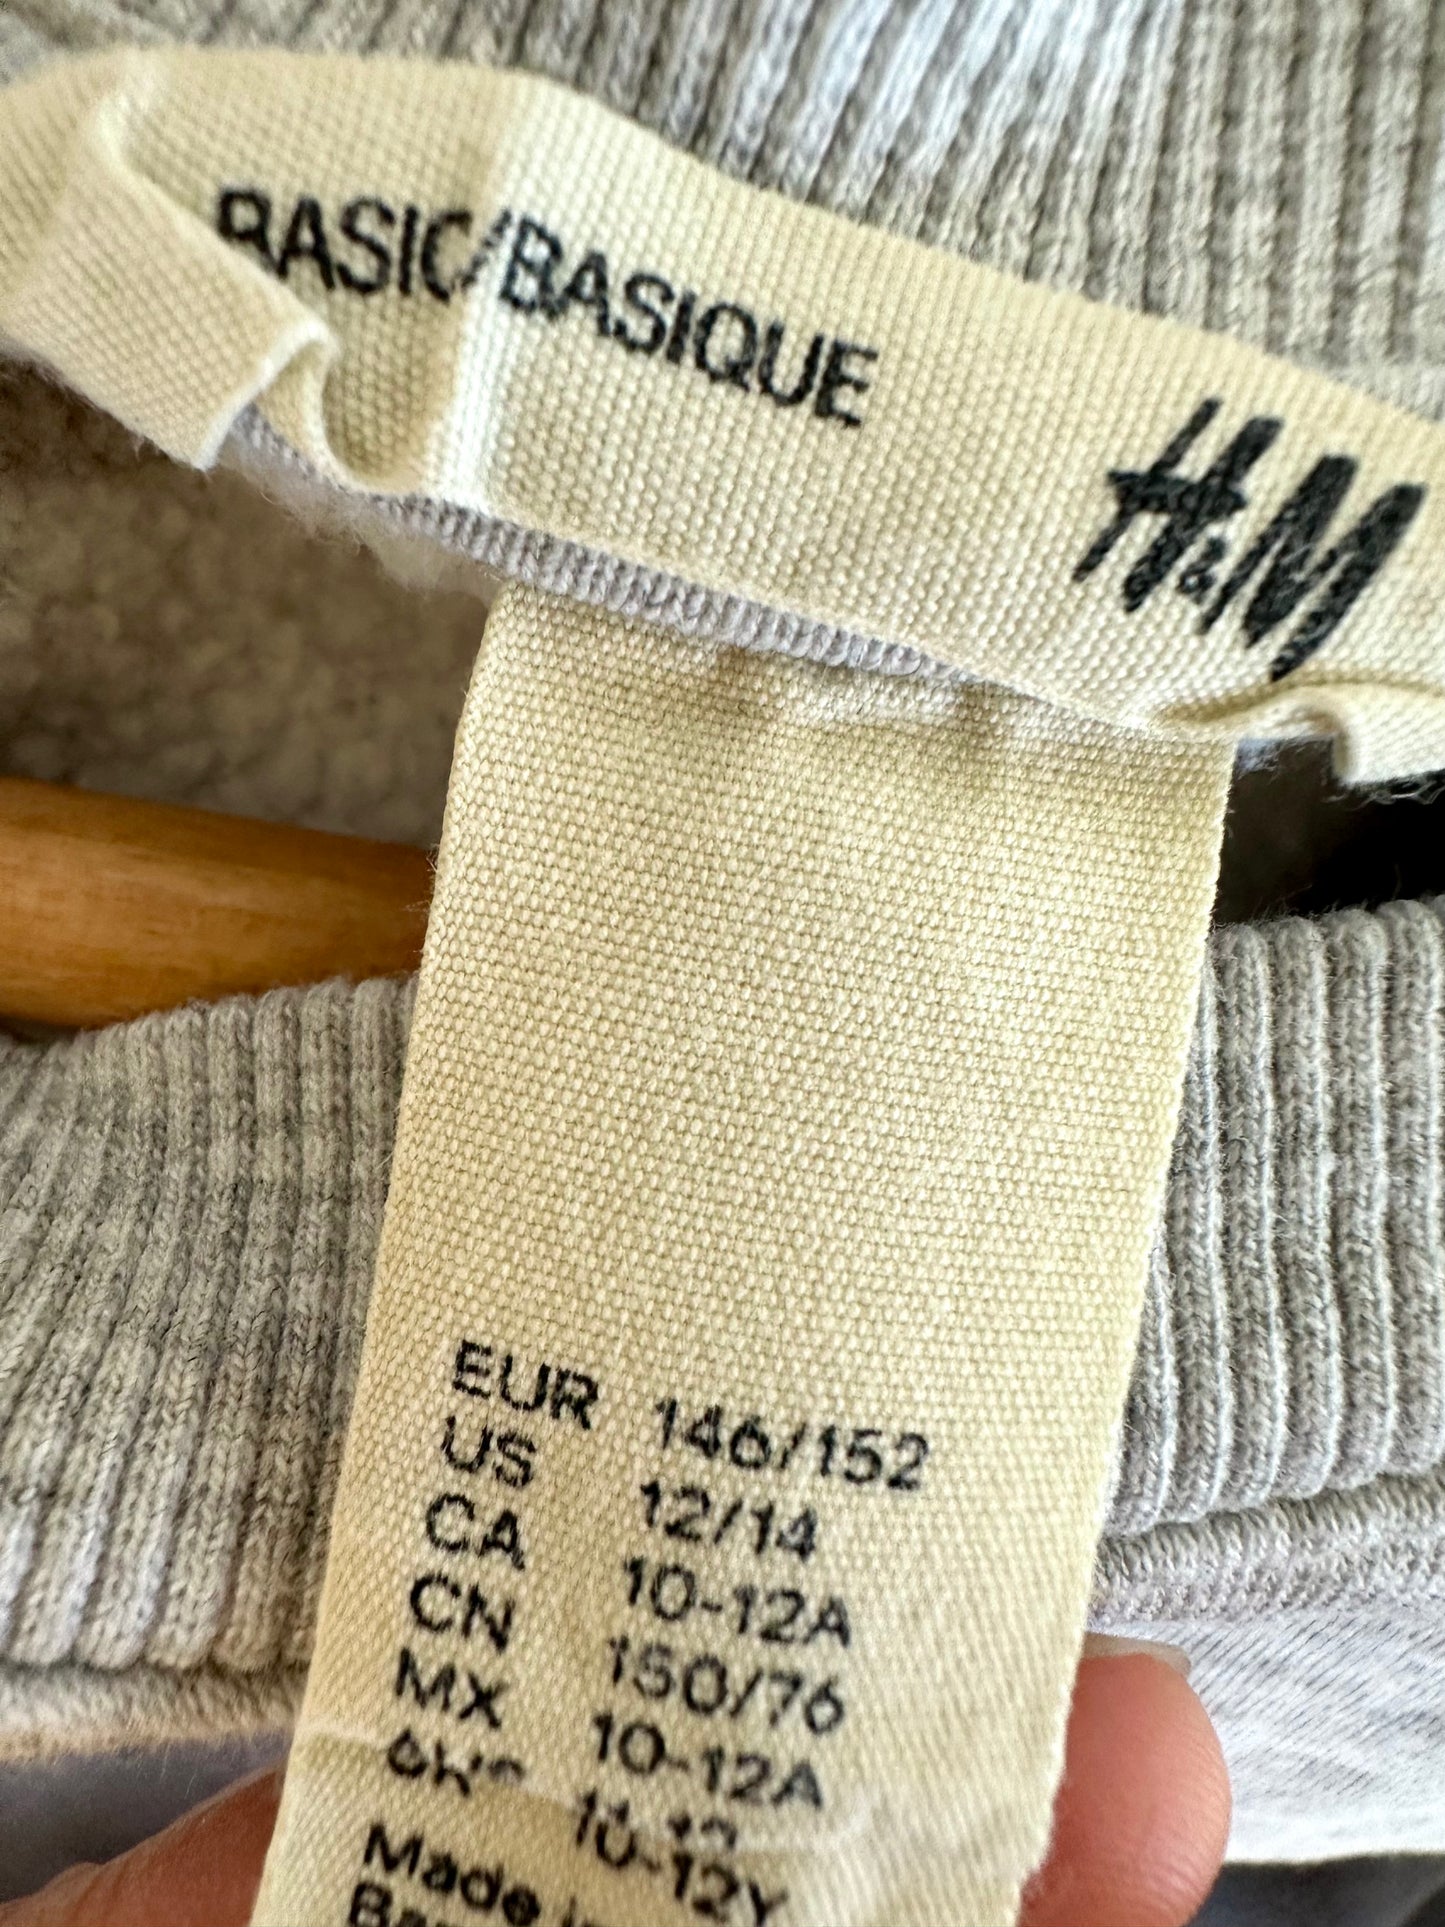 BASIC/BASIQUE
H&M
EUR 146/152
US 12/14
CA 10-12A
CN 150/76
MX 10-12A
10-12Y
Made